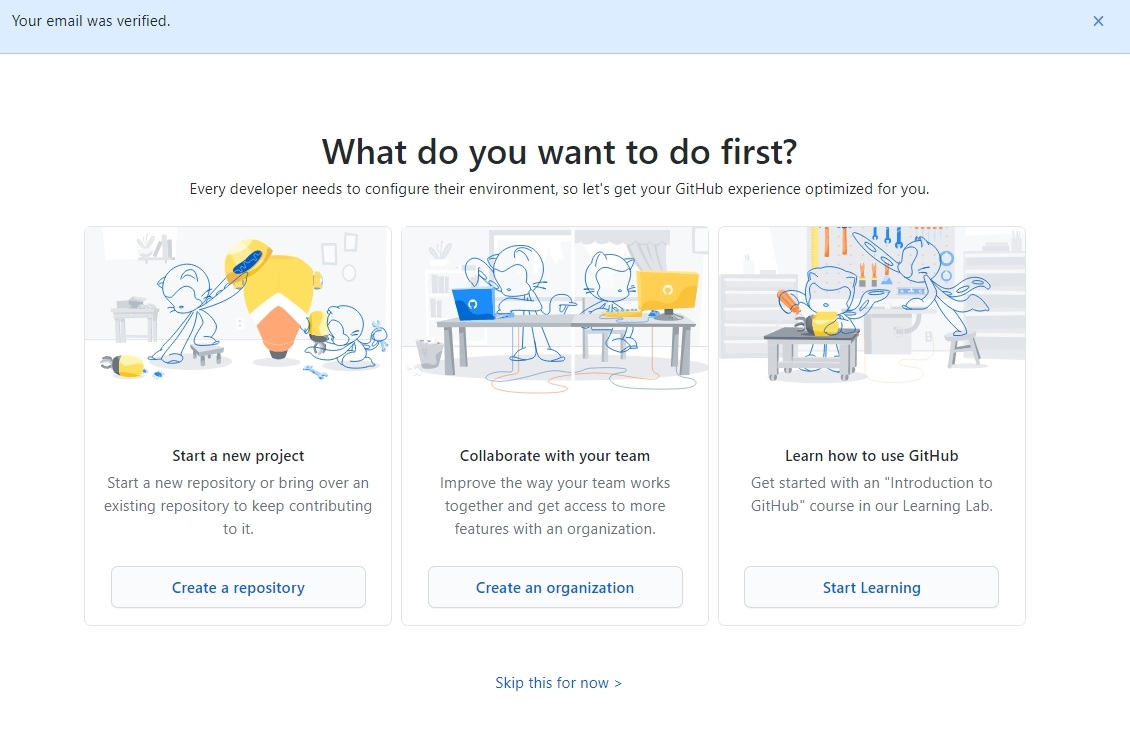 Your email was verified.
What do you want to do first?
Every developer needs to configure their environment, so let's get your GitHub experience optimized for you.
Start a new project
Start a new repository or bring over an
existing repository to keep contributing
to it.
Create a repository
Collaborate with your team
Improve the way your team works
together and get access to more
features with an organization.
Create an organization
Learn how to use GitHub
Get started with an "Introduction to
GitHub" course in our Learning Lab.
Start Learning
Skip this for now >